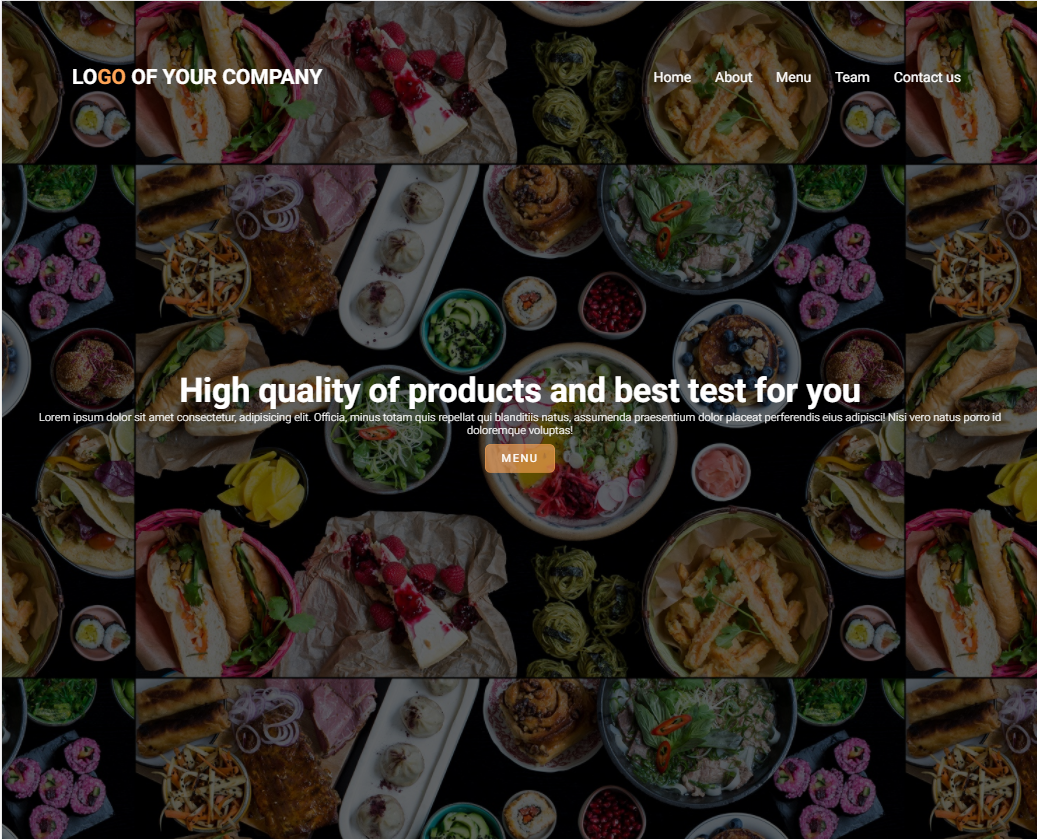 LOGO OF YOUR COMPANY
Home About Menu Team Contact us
High quality of products and best test for you
Lorem ipsum dolor sit amet consectetur, adipisicing elit. Officia, minus totam quis repellat qui blanditiis natus, assumenda praesentium dolor placeat perferendis eius adipisci! Nisi vero natus porro id
doloremque voluptas!
MENU